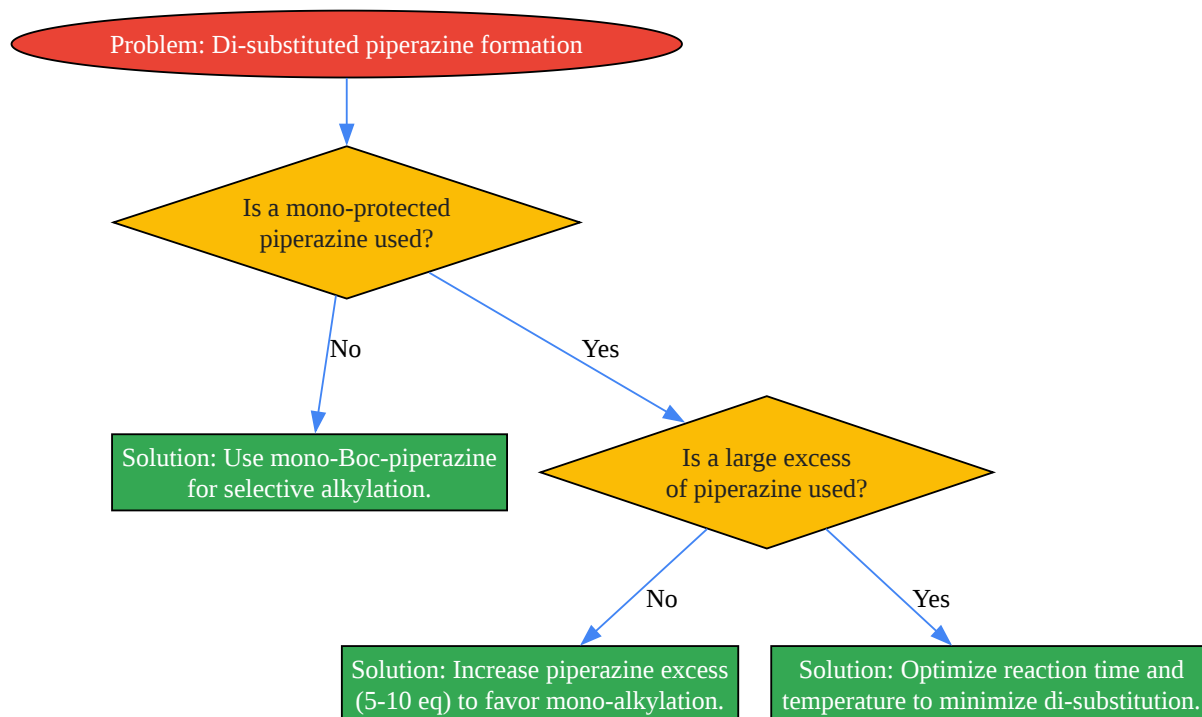 Problem: Di-substituted piperazine formation
Is a mono-protected
piperazine used?
No
Yes
Solution: Use mono-Boc-piperazine
for selective alkylation.
Is a large excess
of piperazine used?
No
Yes
Solution: Increase piperazine excess
(5-10 eq) to favor mono-alkylation.
Solution: Optimize reaction time and
temperature to minimize di-substitution.